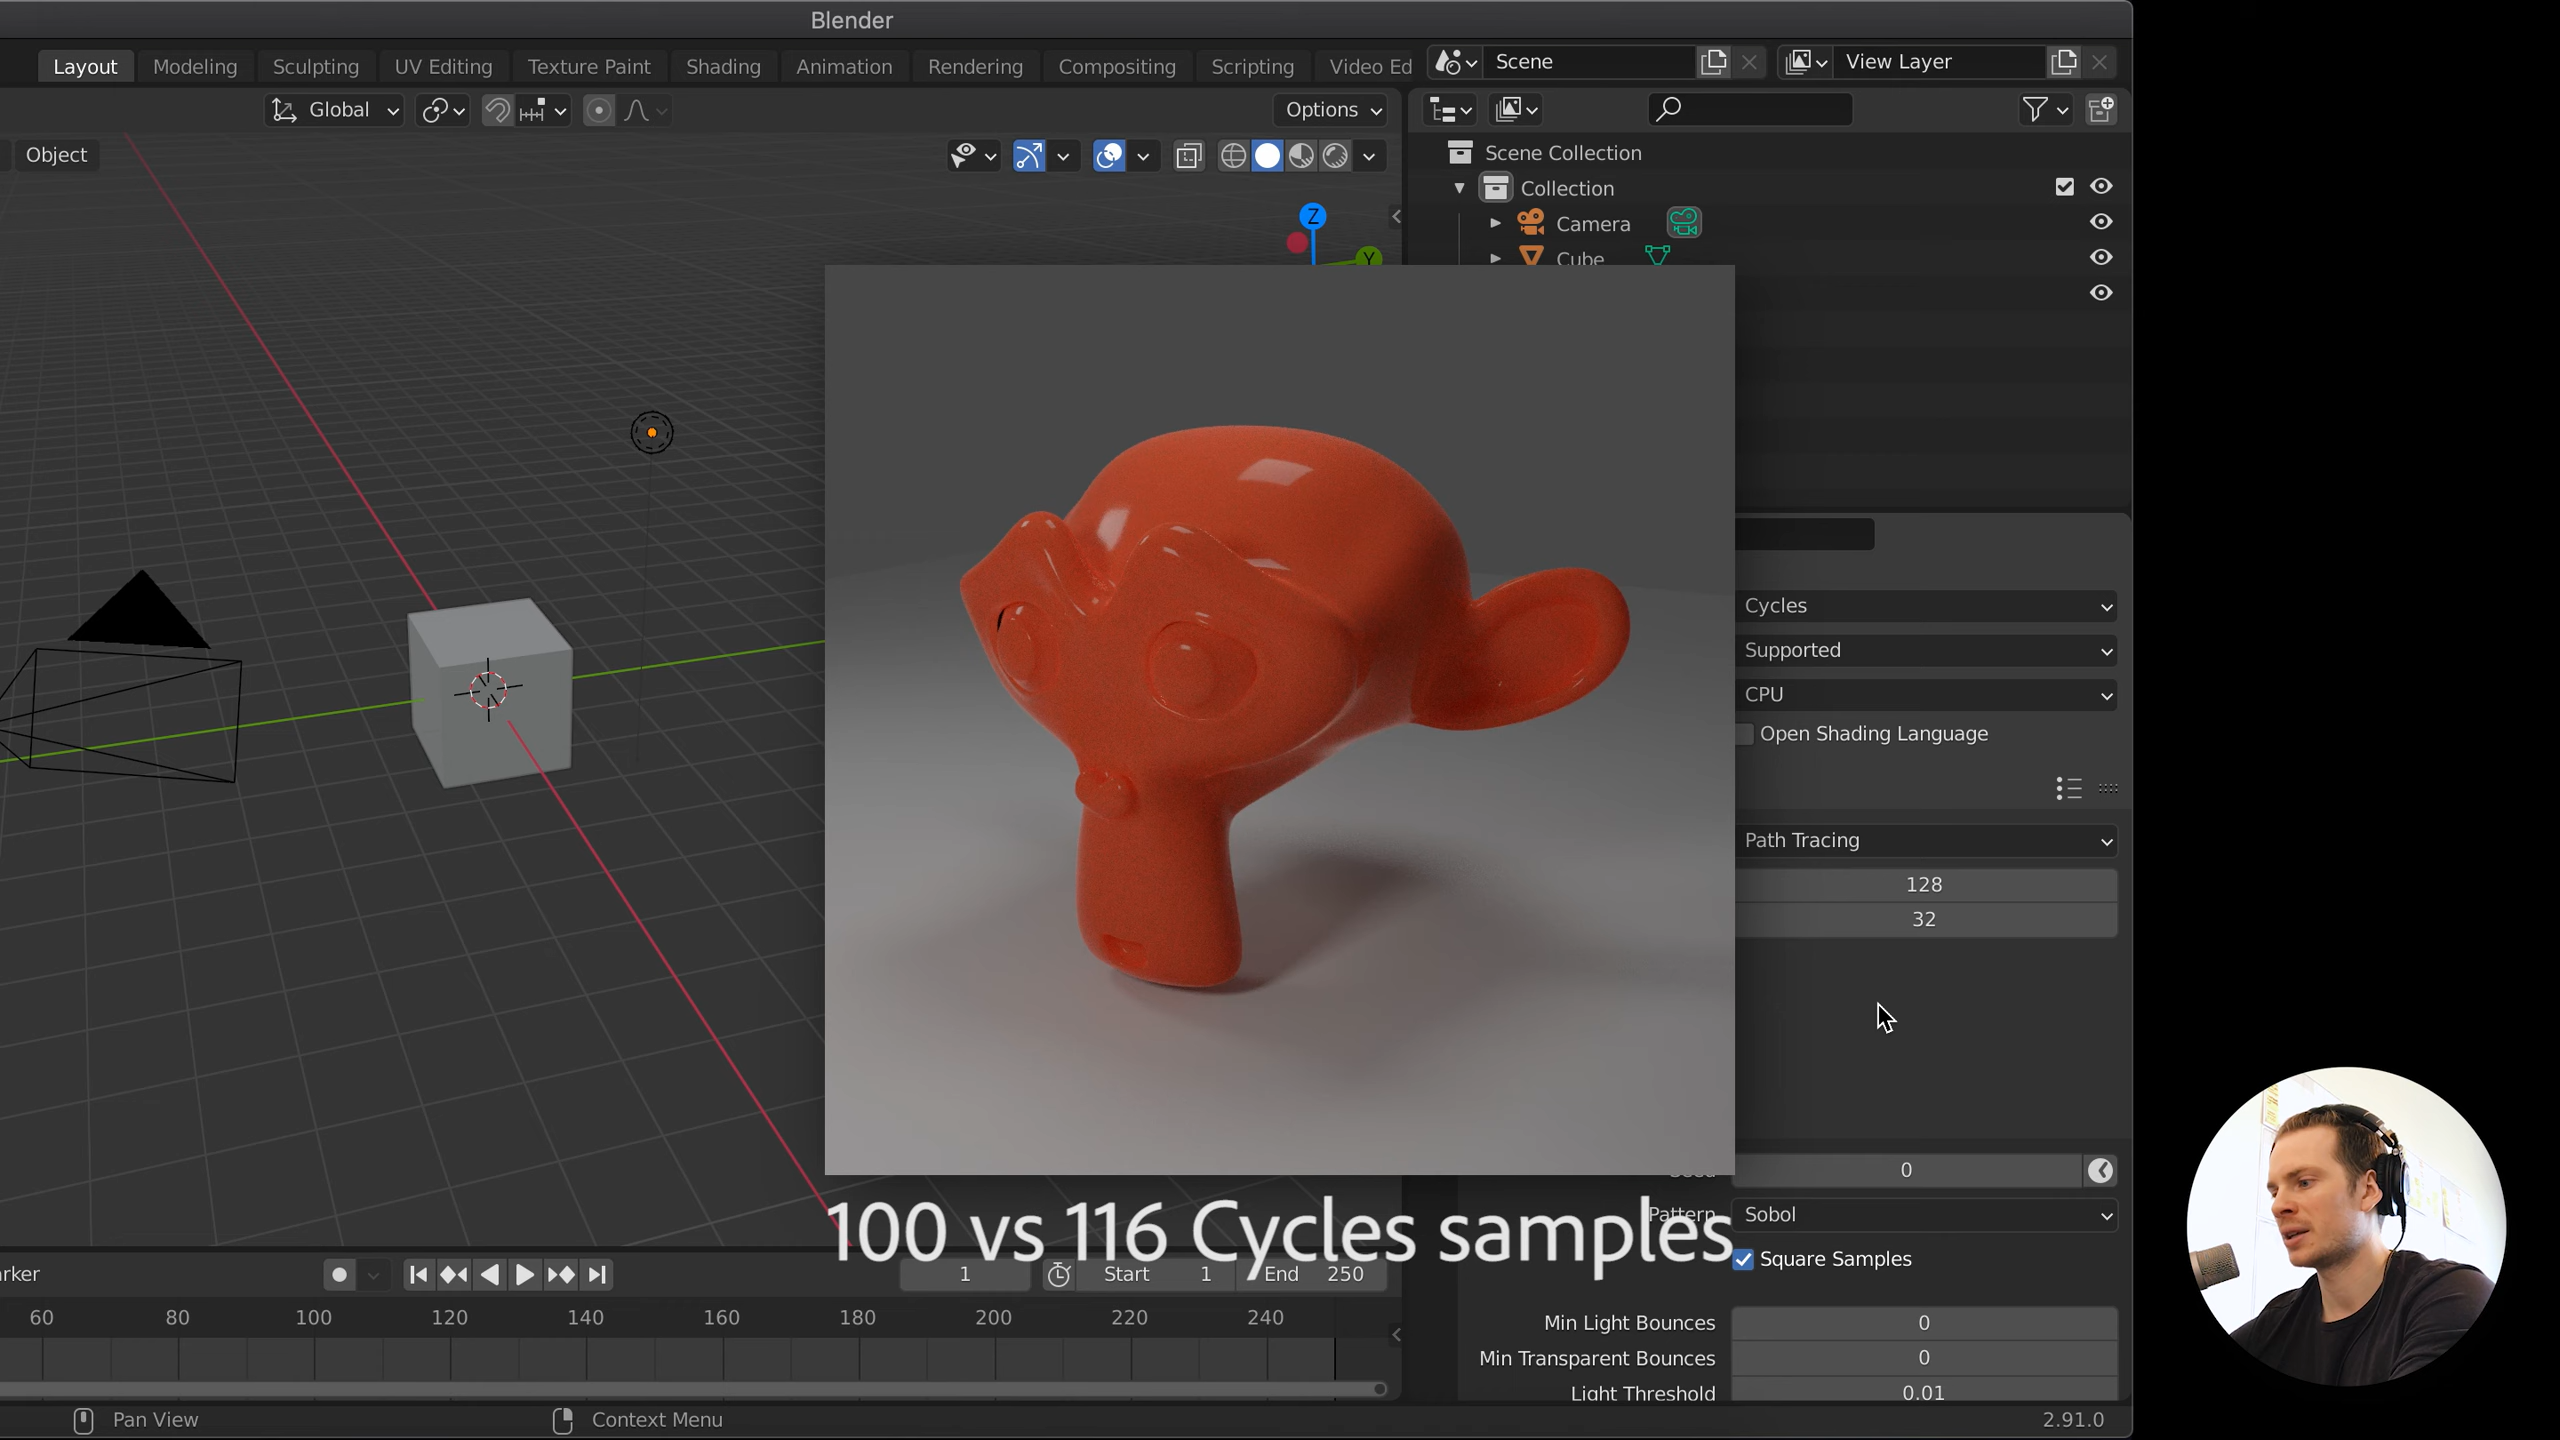 Blender
Layout Modeling Sculpting UV Editing Texture Paint Shading Animation Rendering Compositing Scripting Video Ed
Scene
View Layer
Global
Options
Object
Scene Collection
Collection
Camera
Cube
Z
Y
Cycles
Supported
CPU
Open Shading Language
Path Tracing
128
32
Seed 0
Pattern Sobol
100 vs 116 Cycles samples
Square Samples
rker
1
Start 1
End 250
60 80 100 120 140 160 180 200 220 240
Min Light Bounces 0
Min Transparent Bounces 0
Light Threshold 0.01
Pan View
Context Menu
2.91.0